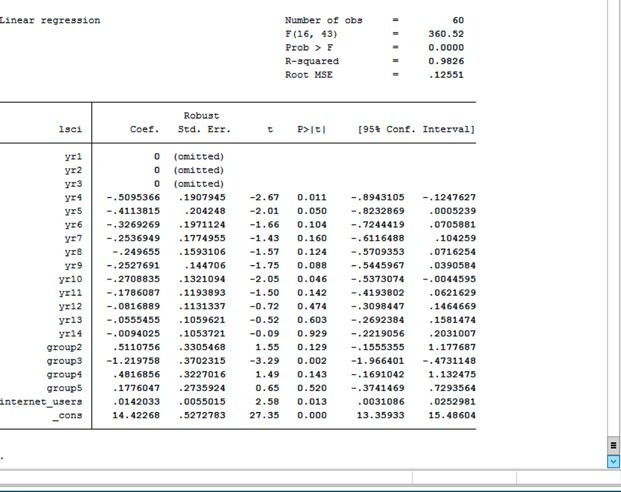 Linear regression Number of obs = 60
F(16, 43) = 360.52
Prob > F = 0.0000
R-squared = 0.9826
Root MSE = .12551
Robust
lsci Coef. Std. Err. t P>|t| [95% Conf. Interval]
yr1 0 (omitted)
yr2 0 (omitted)
yr3 0 (omitted)
yr4 -.5095366 .1907945 -2.67 0.011 -.8943105 -.1247627
yr5 -.4113815 .204248 -2.01 0.050 -.8232869 .0005239
yr6 -.3269269 .1971124 -1.66 0.104 -.7244419 .0705881
yr7 -.2536949 .1774955 -1.43 0.160 -.6116488 .104259
yr8 -.249655 .1593106 -1.57 0.124 -.5709353 .0716254
yr9 -.2527691 .144706 -1.75 0.088 -.5445967 .0390584
yr10 -.2708835 .1321094 -2.05 0.046 -.5373074 -.0044595
yr11 -.1786087 .1193893 -1.50 0.142 -.4193802 .0621629
yr12 -.0816889 .1131337 -0.72 0.474 -.3098447 .1464669
yr13 -.0555455 .1059621 -0.52 0.603 -.2692384 .1581474
yr14 -.0094025 .1053721 -0.09 0.929 -.2219056 .2031007
group2 .5110756 .3305468 1.55 0.129 -.1555355 1.177687
group3 -1.219758 .3702315 -3.29 0.002 -1.966401 -.4731148
group4 .4816856 .3227016 1.49 0.143 -.1691042 1.132475
group5 .1776047 .2735924 0.65 0.520 -.3741469 .7293564
internet_users .0142033 .0055015 2.58 0.013 .0031086 .0252981
_cons 14.42268 .5272783 27.35 0.000 13.35933 15.48604
.